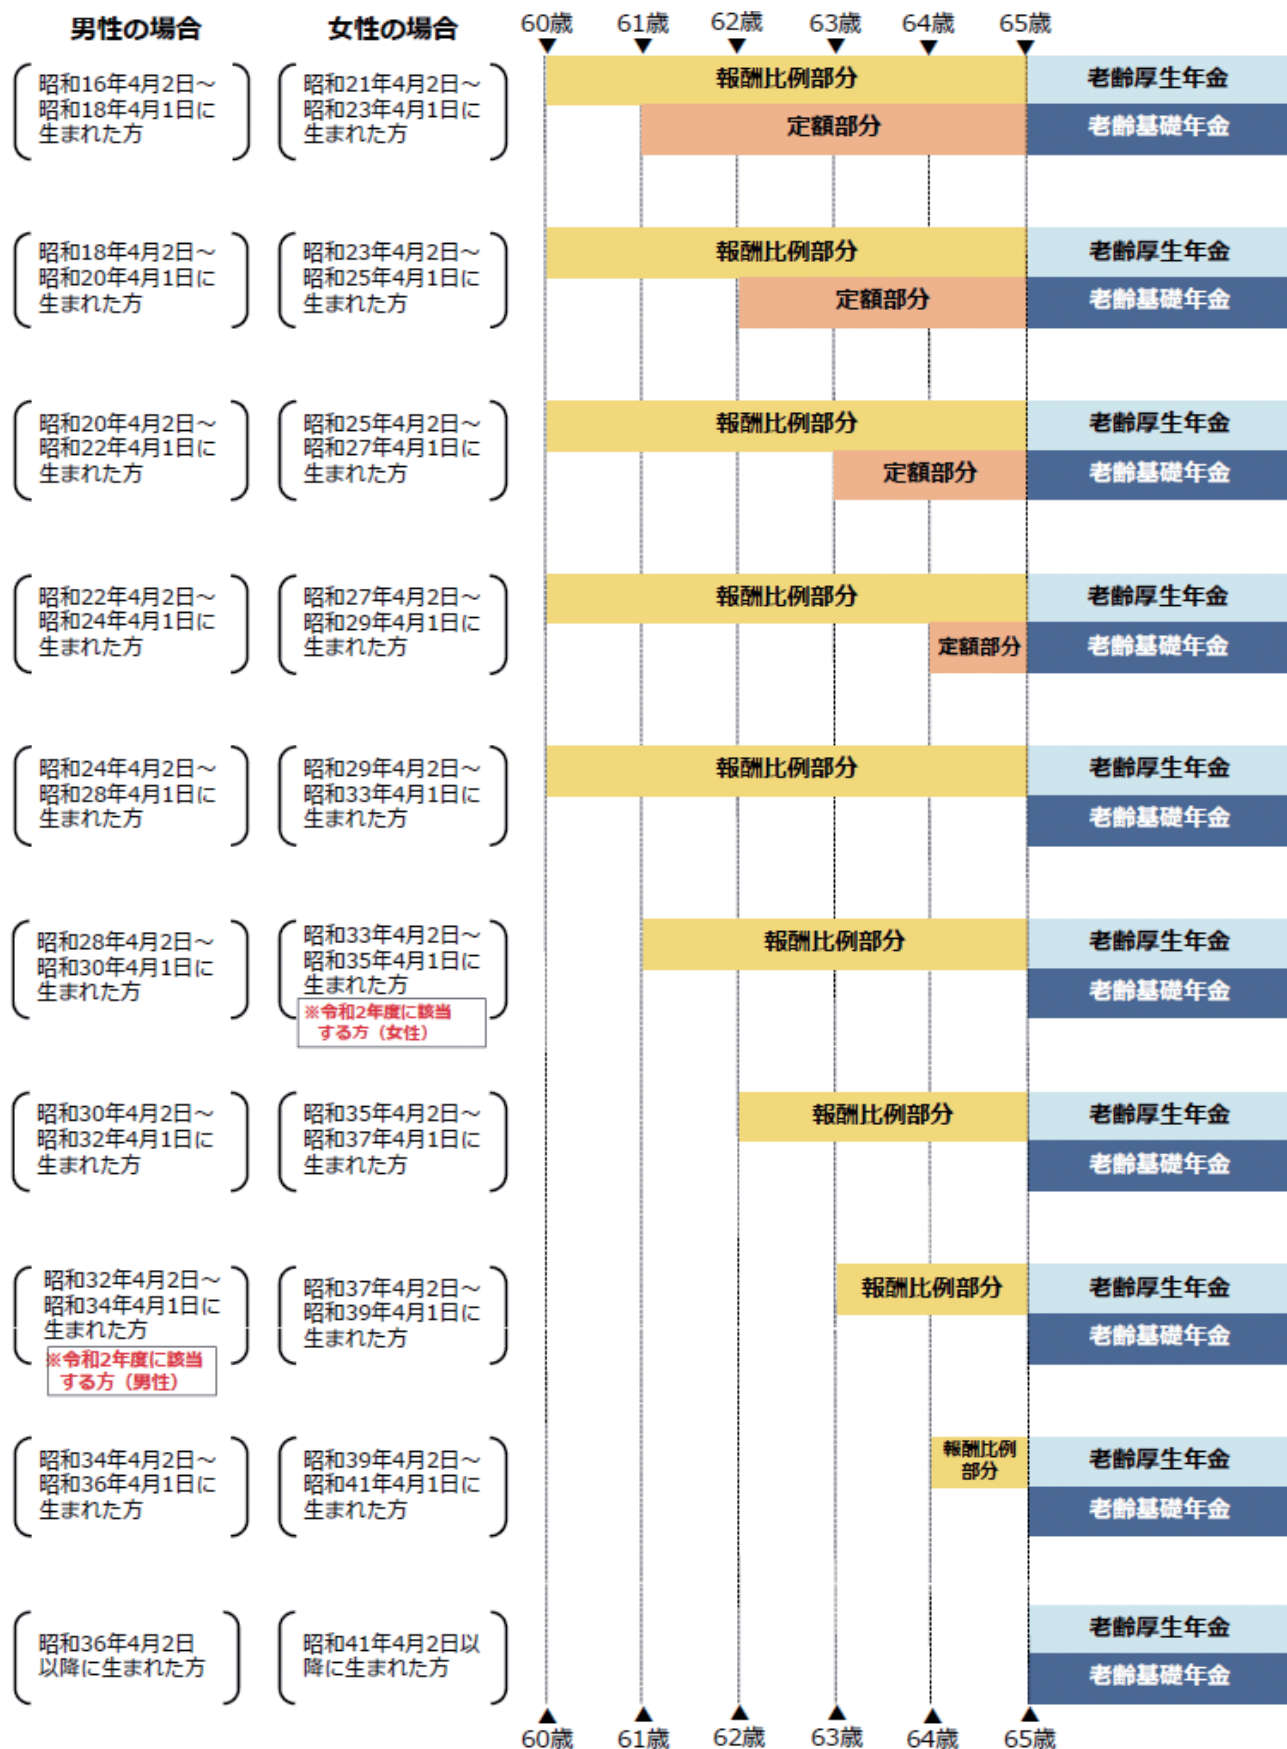 男性の場合
女性の場合
60歳
61歳
62歳
63歳
64歳
65歳
昭和16年4月2日～
昭和18年4月1日に
生まれた方
昭和21年4月2日～
昭和23年4月1日に
生まれた方
報酬比例部分
定額部分
老齢厚生年金
老齢基礎年金
昭和18年4月2日～
昭和20年4月1日に
生まれた方
昭和23年4月2日～
昭和25年4月1日に
生まれた方
報酬比例部分
定額部分
老齢厚生年金
老齢基礎年金
昭和20年4月2日～
昭和22年4月1日に
生まれた方
昭和25年4月2日～
昭和27年4月1日に
生まれた方
報酬比例部分
定額部分
老齢厚生年金
老齢基礎年金
昭和22年4月2日～
昭和24年4月1日に
生まれた方
昭和27年4月2日～
昭和29年4月1日に
生まれた方
報酬比例部分
定額部分
老齢厚生年金
老齢基礎年金
昭和24年4月2日～
昭和28年4月1日に
生まれた方
昭和29年4月2日～
昭和33年4月1日に
生まれた方
報酬比例部分
老齢厚生年金
老齢基礎年金
昭和28年4月2日～
昭和30年4月1日に
生まれた方
昭和33年4月2日～
昭和35年4月1日に
生まれた方
※令和2年度に該当
する方（女性）
報酬比例部分
老齢厚生年金
老齢基礎年金
昭和30年4月2日～
昭和32年4月1日に
生まれた方
昭和35年4月2日～
昭和37年4月1日に
生まれた方
報酬比例部分
老齢厚生年金
老齢基礎年金
昭和32年4月2日～
昭和34年4月1日に
生まれた方
※令和2年度に該当
する方（男性）
昭和37年4月2日～
昭和39年4月1日に
生まれた方
報酬比例部分
老齢厚生年金
老齢基礎年金
昭和34年4月2日～
昭和36年4月1日に
生まれた方
昭和39年4月2日～
昭和41年4月1日に
生まれた方
報酬比例
部分
老齢厚生年金
老齢基礎年金
昭和36年4月2日
以降に生まれた方
昭和41年4月2日以
降に生まれた方
老齢厚生年金
老齢基礎年金
60歳
61歳
62歳
63歳
64歳
65歳